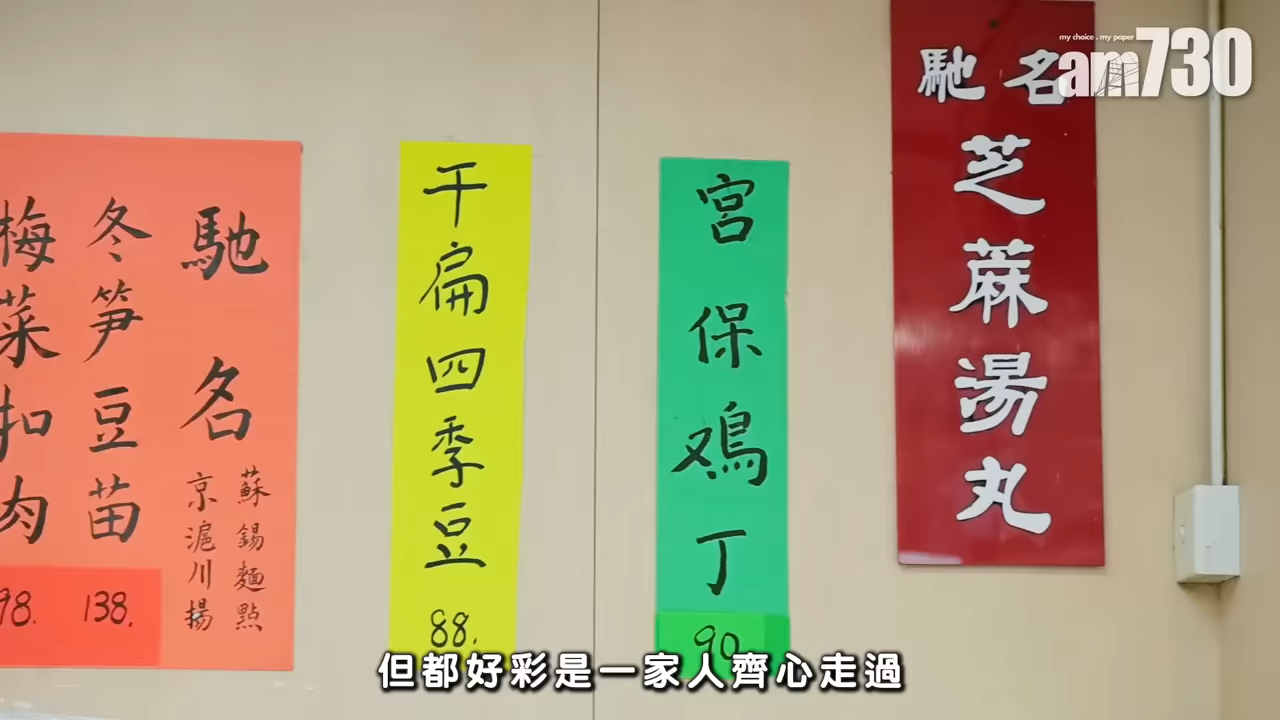 my choice . my paper
am730
馳名
芝蔴湯丸
宮保鳮丁
90
干扁四季豆
88.
馳名
蘇錫麵點
京滬川揚
冬笋豆苗
138.
梅菜扣肉
98.
但都好彩是一家人齊心走過